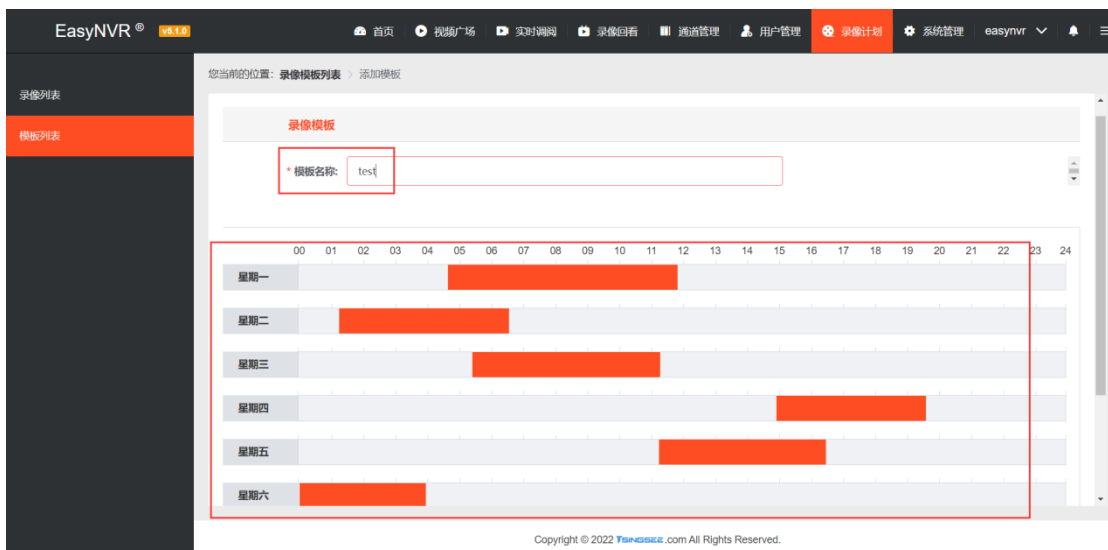 EasyNVR ® v5.1.0 首页 视频广场 实时调阅 录像回看 通道管理 用户管理 录像计划 系统管理 easynvr
您当前的位置: 录像模板列表 > 添加模板
录像列表
模板列表
录像模板
* 模板名称: test
00 01 02 03 04 05 06 07 08 09 10 11 12 13 14 15 16 17 18 19 20 21 22 23 24
星期一
星期二
星期三
星期四
星期五
星期六
Copyright © 2022 TSINGSEE .com All Rights Reserved.